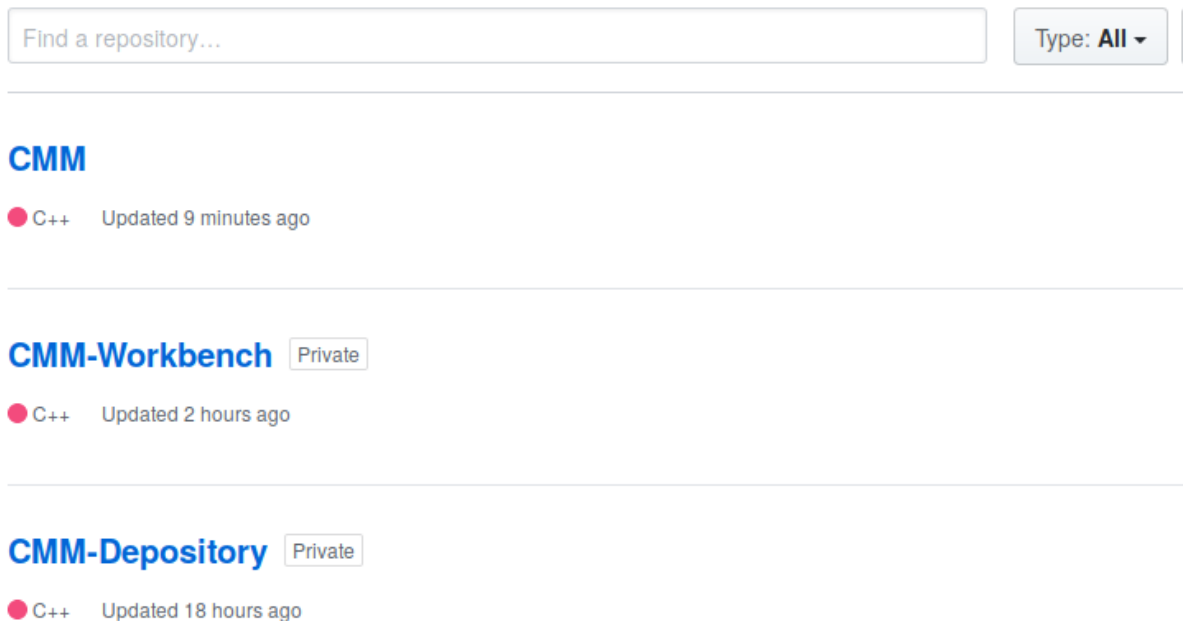 Find a repository…
Type: All
CMM
C++ Updated 9 minutes ago
CMM-Workbench Private
C++ Updated 2 hours ago
CMM-Depository Private
C++ Updated 18 hours ago